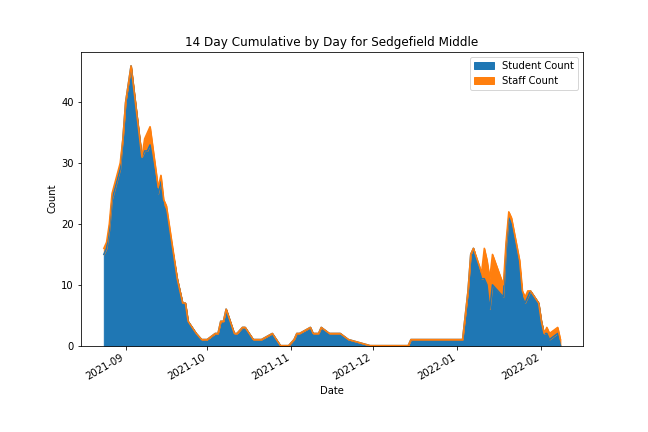 14 Day Cumulative by Day for Sedgefield Middle
Student Count
Staff Count
40
30
20
10
0
Count
2021-09
2021-10
2021-11
2021-12
2022-01
2022-02
Date